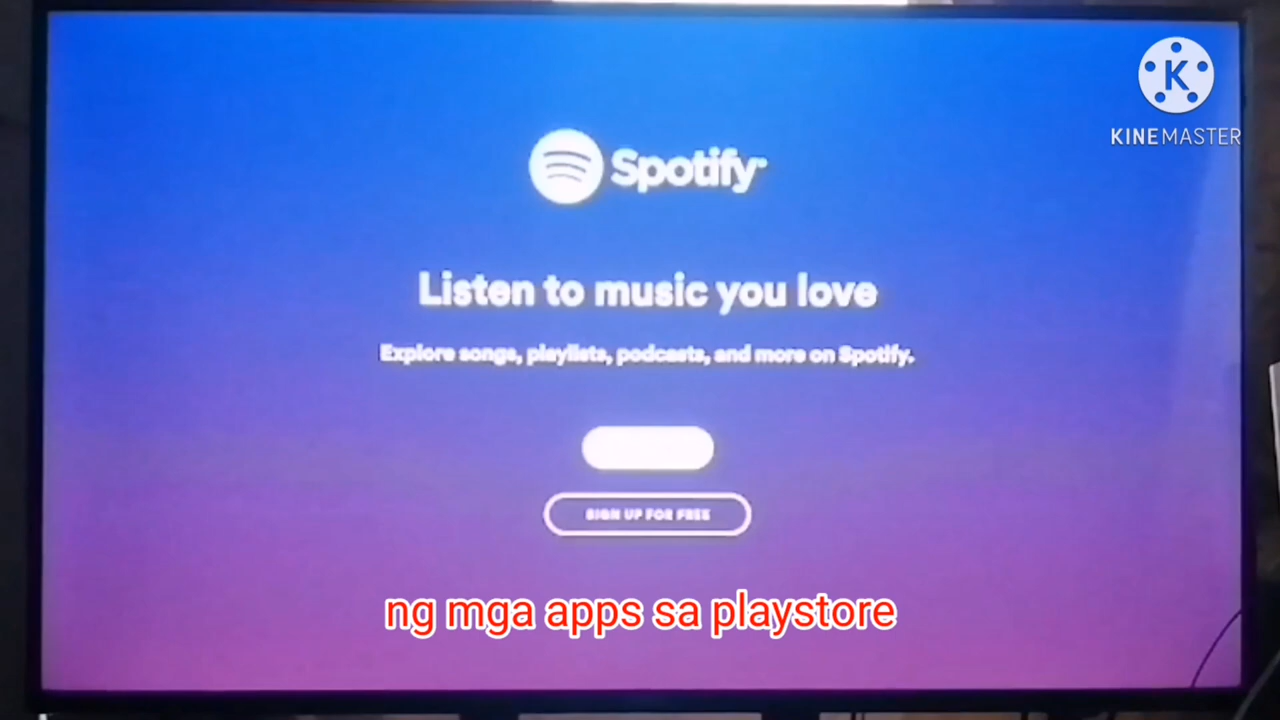 K
KINEMASTER
Spotify
Listen to music you love
Explore songs, playlists, podcasts, and more on Spotify.
SIGN UP FOR FREE
ng mga apps sa playstore